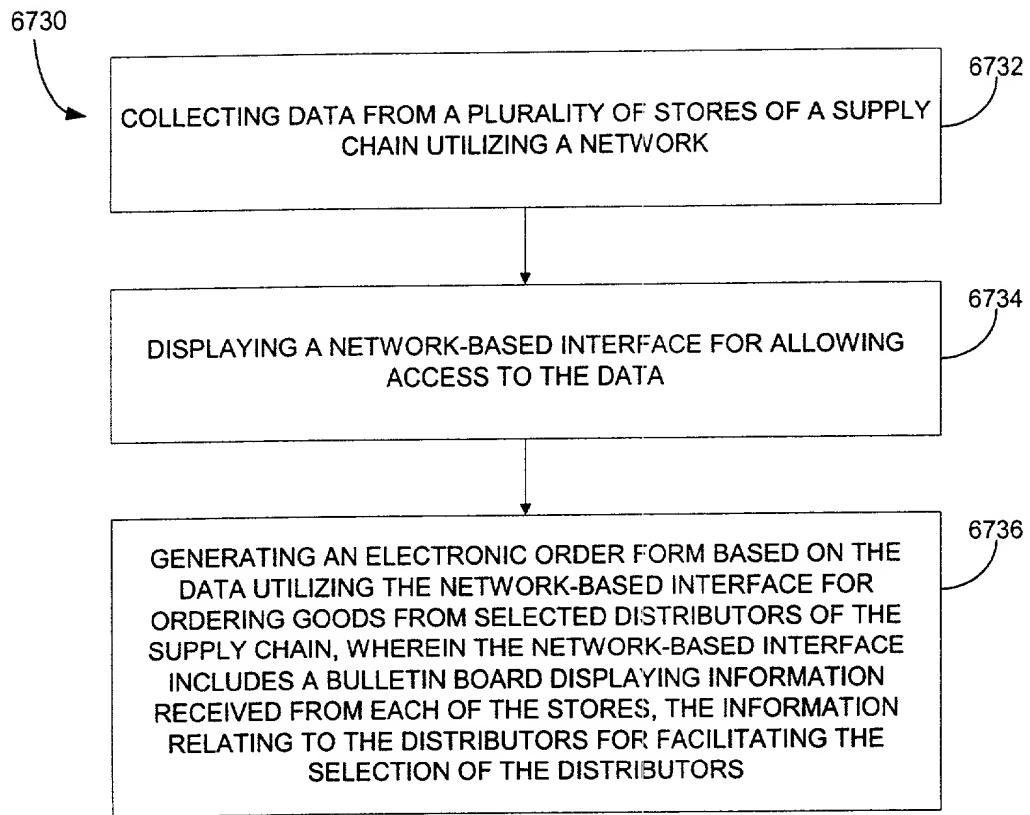 6730
6732
COLLECTING DATA FROM A PLURALITY OF STORES OF A SUPPLY
CHAIN UTILIZING A NETWORK
6734
DISPLAYING A NETWORK-BASED INTERFACE FOR ALLOWING
ACCESS TO THE DATA
6736
GENERATING AN ELECTRONIC ORDER FORM BASED ON THE
DATA UTILIZING THE NETWORK-BASED INTERFACE FOR
ORDERING GOODS FROM SELECTED DISTRIBUTORS OF THE
SUPPLY CHAIN, WHEREIN THE NETWORK-BASED INTERFACE
INCLUDES A BULLETIN BOARD DISPLAYING INFORMATION
RECEIVED FROM EACH OF THE STORES, THE INFORMATION
RELATING TO THE DISTRIBUTORS FOR FACILITATING THE
SELECTION OF THE DISTRIBUTORS